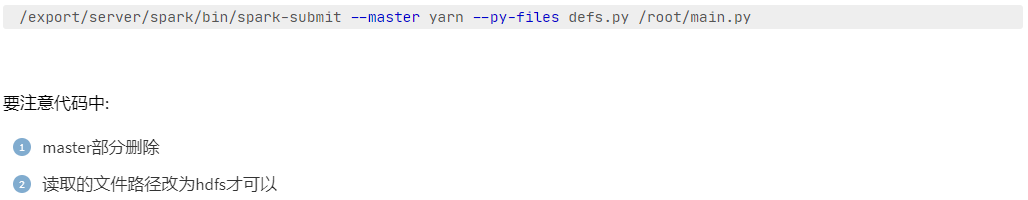 /export/server/spark/bin/spark-submit --master yarn --py-files defs.py /root/main.py
要注意代码中:
1 master部分删除
2 读取的文件路径改为hdfs才可以